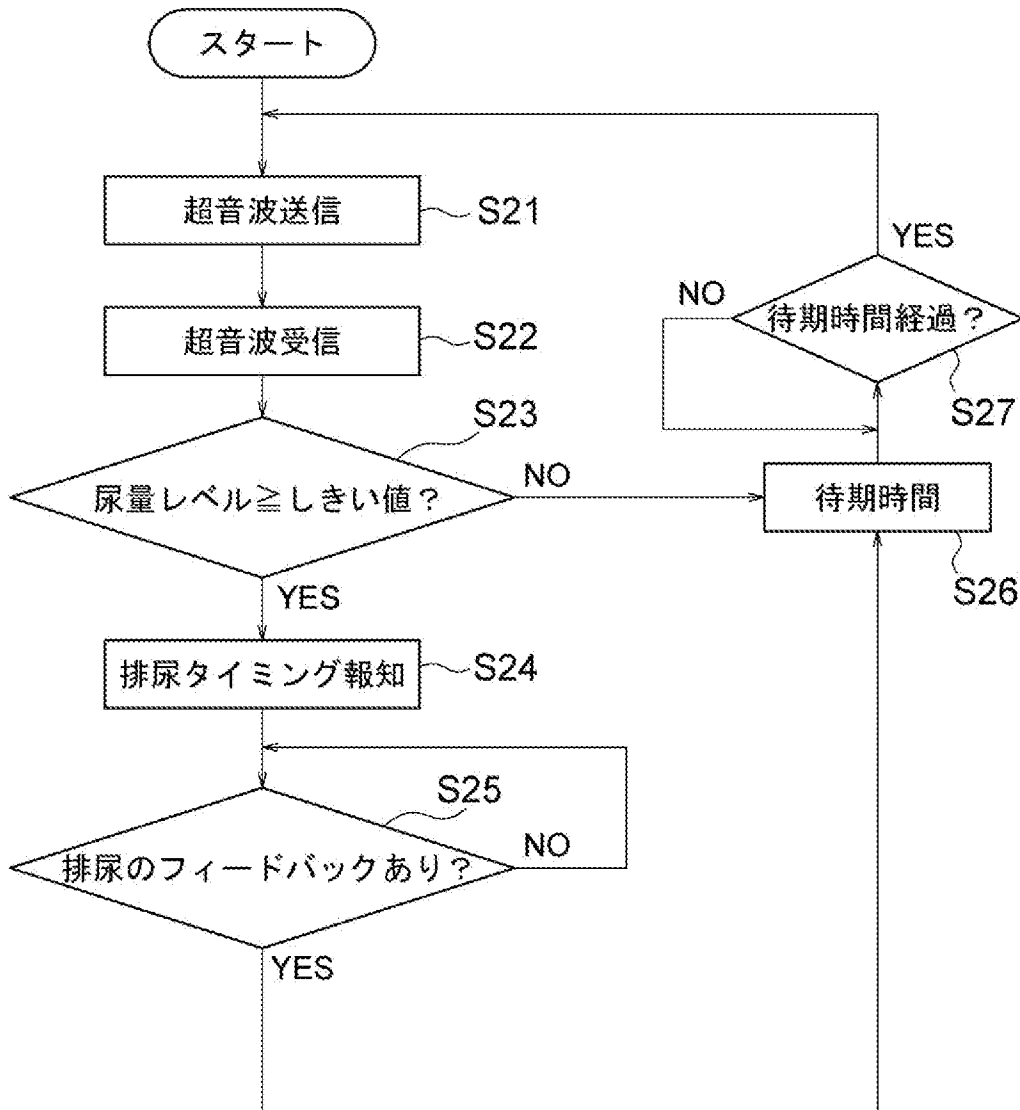 スタート
超音波送信
S21
超音波受信
S22
S23
尿量レベル≧しきい値？
NO
YES
排尿タイミング報知
S24
S25
排尿のフィードバックあり？
NO
YES
YES
NO
待期時間経過？
S27
待期時間
S26